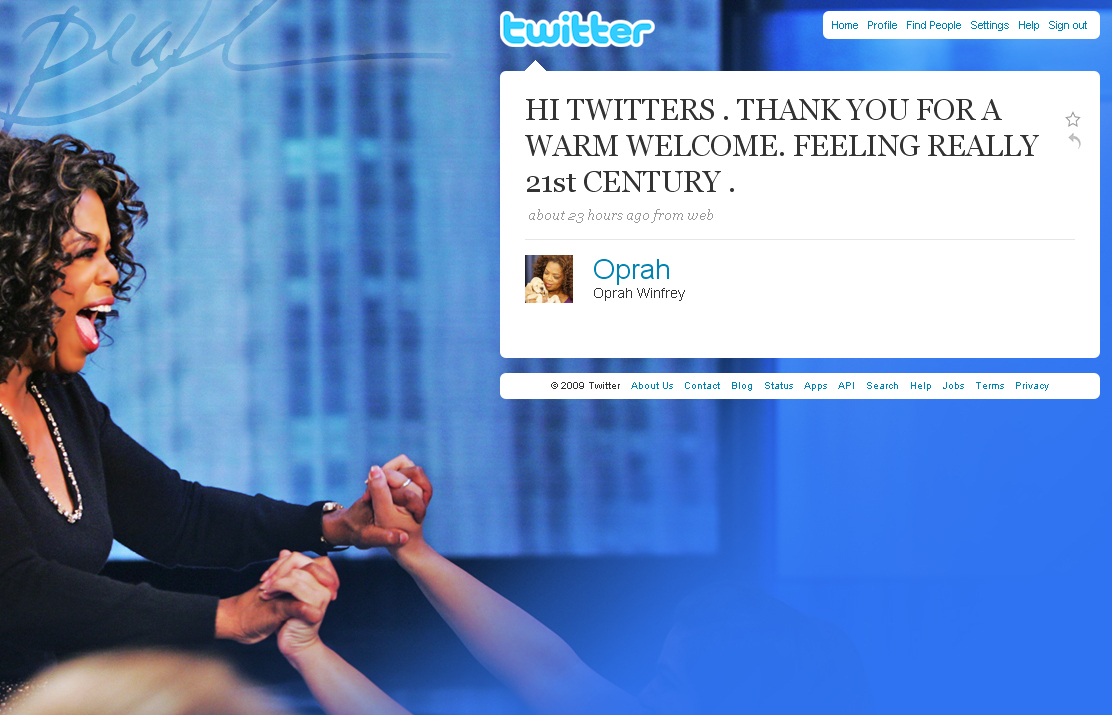 Oprah
twitter
Home Profile Find People Settings Help Sign out
HI TWITTERS . THANK YOU FOR A
WARM WELCOME. FEELING REALLY
21st CENTURY .
about 23 hours ago from web
Oprah
Oprah Winfrey
© 2009 Twitter About Us Contact Blog Status Apps API Search Help Jobs Terms Privacy